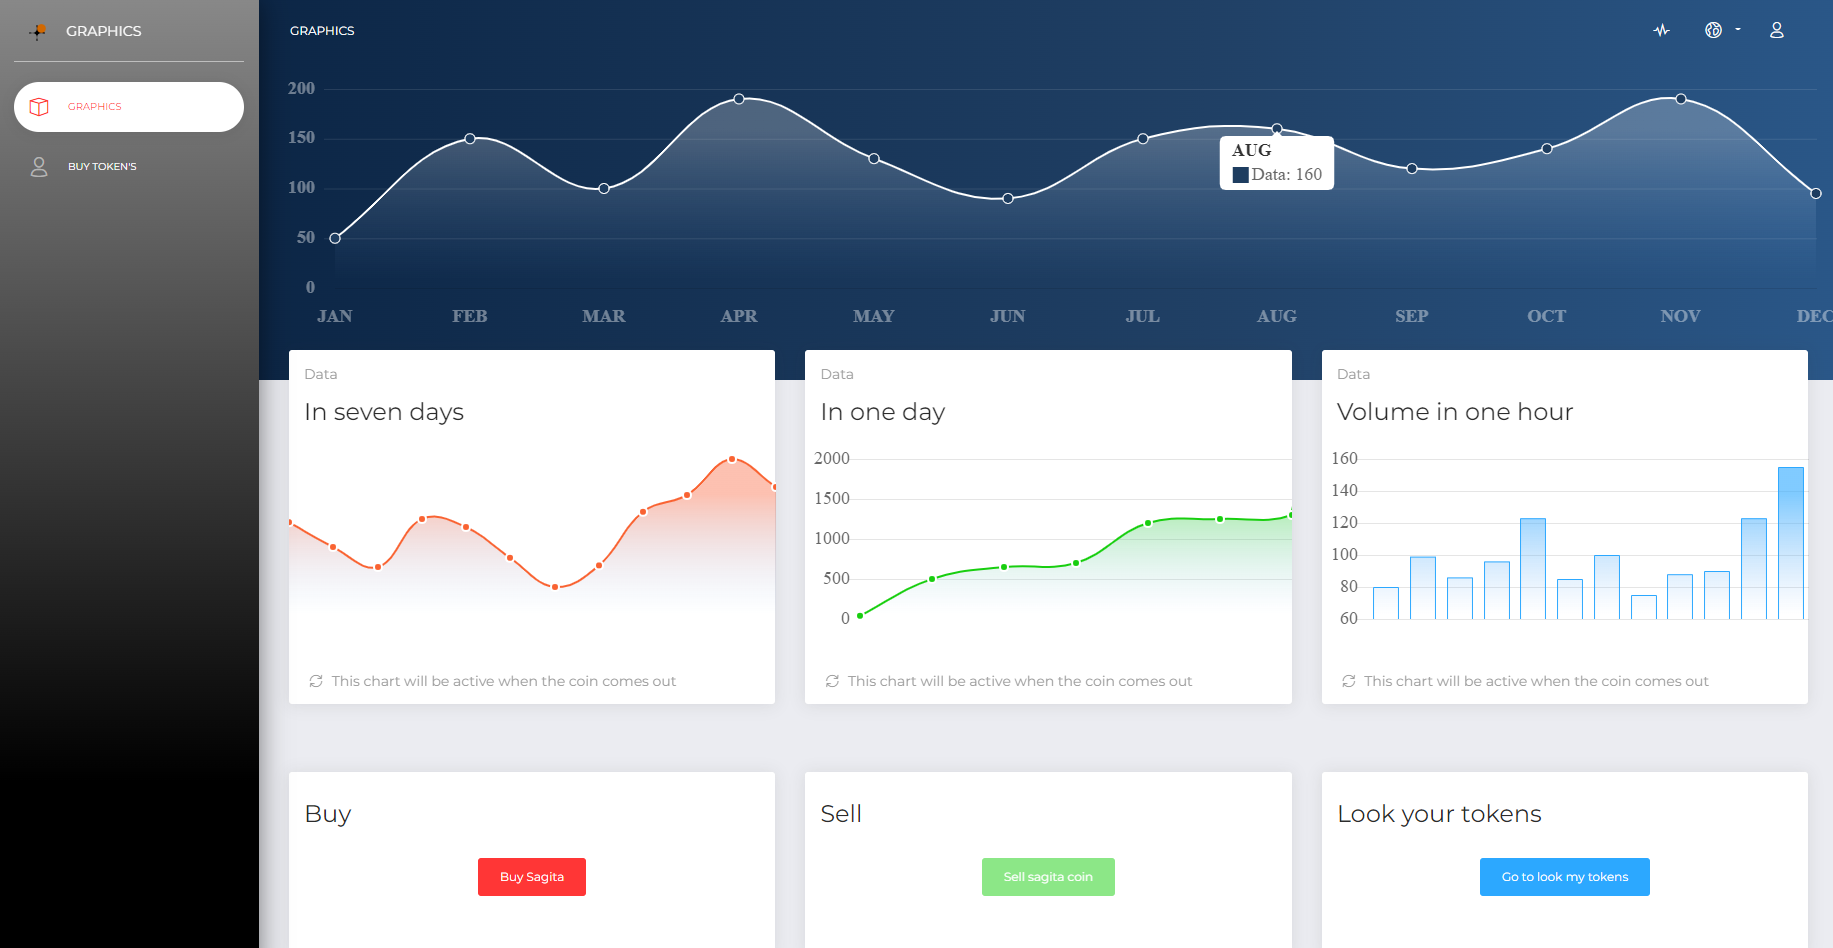 GRAPHICS
GRAPHICS
BUY TOKEN'S
GRAPHICS
200
150
100
50
0
AUG
Data: 160
JAN FEB MAR APR MAY JUN JUL AUG SEP OCT NOV DEC
Data
In seven days
This chart will be active when the coin comes out
Data
In one day
2000
1500
1000
500
0
This chart will be active when the coin comes out
Data
Volume in one hour
160
140
120
100
80
60
This chart will be active when the coin comes out
Buy
Buy Sagita
Sell
Sell sagita coin
Look your tokens
Go to look my tokens